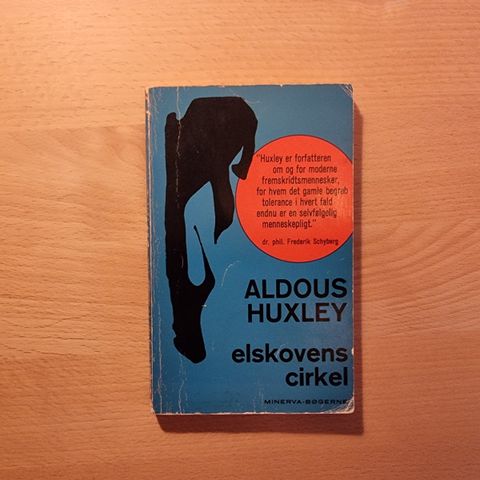 "Huxley er forfatteren
om og for moderne
fremskridtsmennesker,
for hvem det gamle begreb
tolerance i hvert fald
endnu er en selvfølgelig
menneskepligt."
dr. phil. Frederik Schyberg
ALDOUS
HUXLEY
elskovens
cirkel
MINERVA-BØGERNE